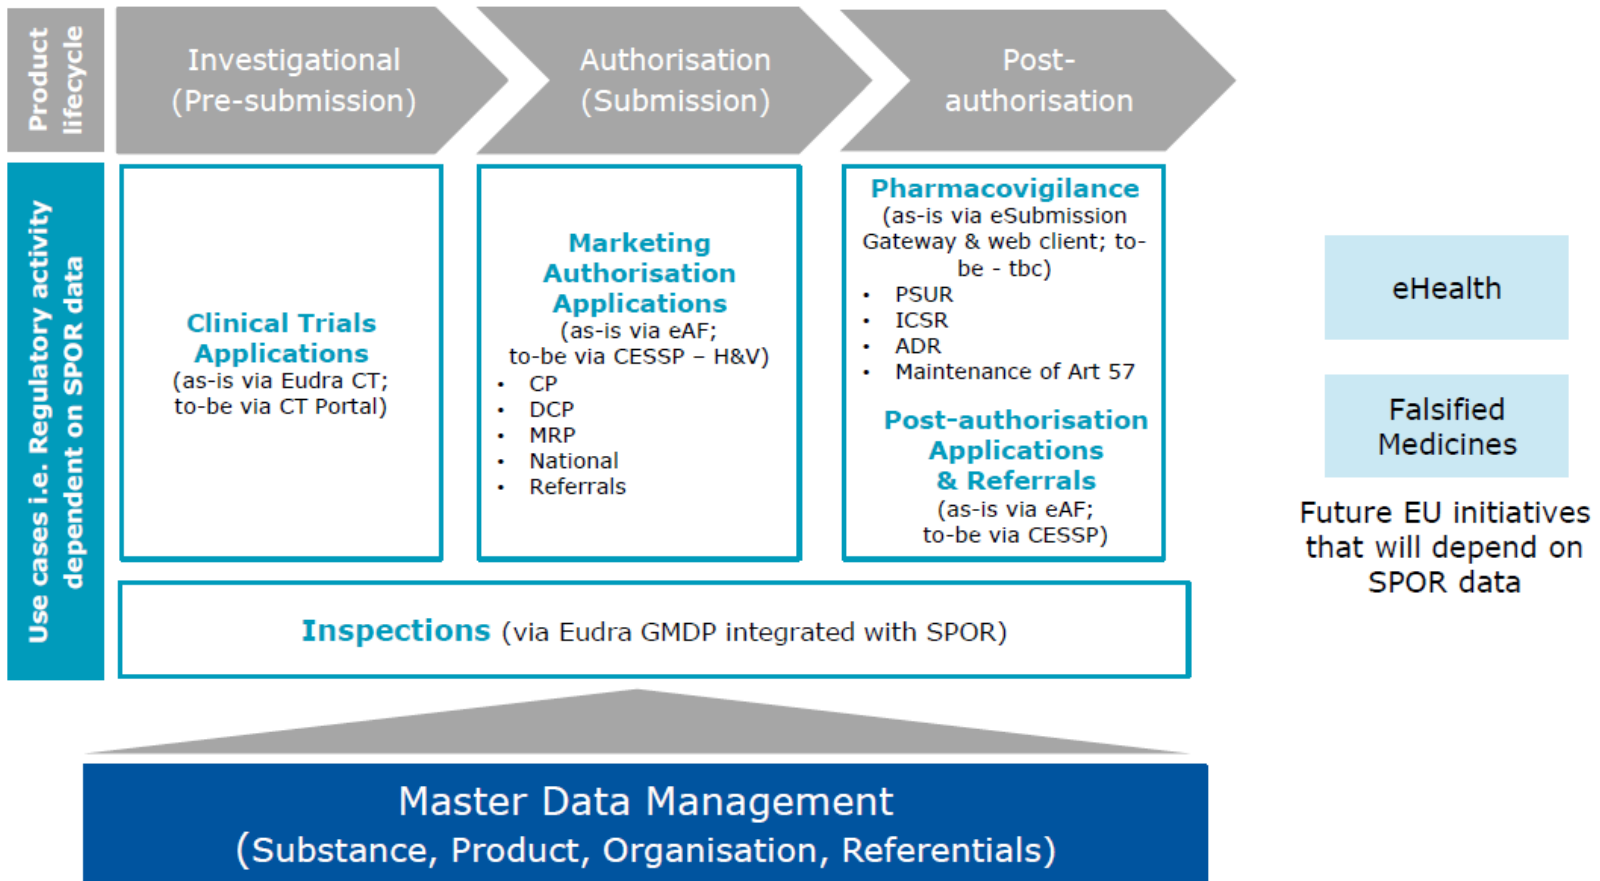 Product
lifecycle
Investigational
(Pre-submission)
Authorisation
(Submission)
Post-
authorisation
Use cases i.e. Regulatory activity
dependent on SPOR data
Clinical Trials
Applications
(as-is via Eudra CT;
to-be via CT Portal)
Marketing
Authorisation
Applications
(as-is via eAF;
to-be via CESSP – H&V)
• CP
• DCP
• MRP
• National
• Referrals
Pharmacovigilance
(as-is via eSubmission
Gateway & web client; to-
be - tbc)
• PSUR
• ICSR
• ADR
• Maintenance of Art 57
Post-authorisation
Applications
& Referrals
(as-is via eAF;
to-be via CESSP)
Inspections (via Eudra GMDP integrated with SPOR)
eHealth
Falsified
Medicines
Future EU initiatives
that will depend on
SPOR data
Master Data Management
(Substance, Product, Organisation, Referentials)